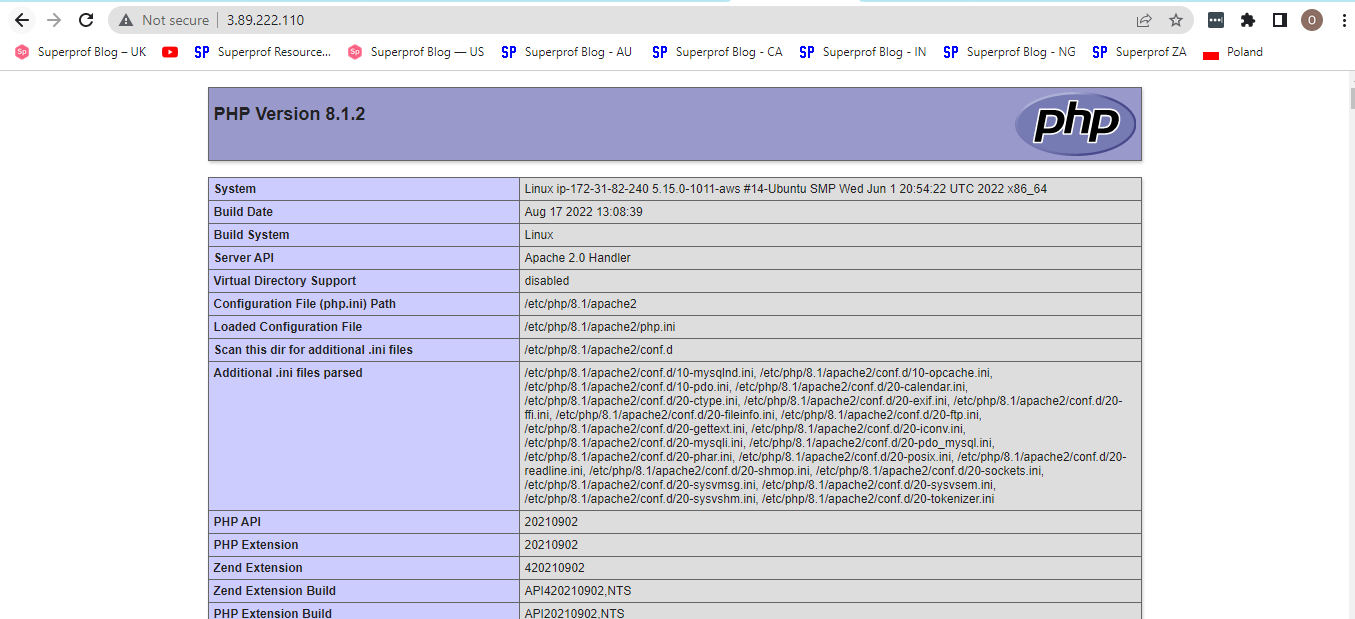 Not secure 3.89.222.110 O
Sp Superprof Blog – UK SP Superprof Resource... Sp Superprof Blog — US SP Superprof Blog - AU SP Superprof Blog - CA SP Superprof Blog - IN SP Superprof Blog - NG SP Superprof ZA Poland
PHP Version 8.1.2 php
System Linux ip-172-31-82-240 5.15.0-1011-aws #14-Ubuntu SMP Wed Jun 1 20:54:22 UTC 2022 x86_64
Build Date Aug 17 2022 13:08:39
Build System Linux
Server API Apache 2.0 Handler
Virtual Directory Support disabled
Configuration File (php.ini) Path /etc/php/8.1/apache2
Loaded Configuration File /etc/php/8.1/apache2/php.ini
Scan this dir for additional .ini files /etc/php/8.1/apache2/conf.d
Additional .ini files parsed /etc/php/8.1/apache2/conf.d/10-mysqlnd.ini, /etc/php/8.1/apache2/conf.d/10-opcache.ini,
/etc/php/8.1/apache2/conf.d/10-pdo.ini, /etc/php/8.1/apache2/conf.d/20-calendar.ini,
/etc/php/8.1/apache2/conf.d/20-ctype.ini, /etc/php/8.1/apache2/conf.d/20-exif.ini, /etc/php/8.1/apache2/conf.d/20-
ffi.ini, /etc/php/8.1/apache2/conf.d/20-fileinfo.ini, /etc/php/8.1/apache2/conf.d/20-ftp.ini,
/etc/php/8.1/apache2/conf.d/20-gettext.ini, /etc/php/8.1/apache2/conf.d/20-iconv.ini,
/etc/php/8.1/apache2/conf.d/20-mysqli.ini, /etc/php/8.1/apache2/conf.d/20-pdo_mysql.ini,
/etc/php/8.1/apache2/conf.d/20-phar.ini, /etc/php/8.1/apache2/conf.d/20-posix.ini, /etc/php/8.1/apache2/conf.d/20-
readline.ini, /etc/php/8.1/apache2/conf.d/20-shmop.ini, /etc/php/8.1/apache2/conf.d/20-sockets.ini,
/etc/php/8.1/apache2/conf.d/20-sysvmsg.ini, /etc/php/8.1/apache2/conf.d/20-sysvsem.ini,
/etc/php/8.1/apache2/conf.d/20-sysvshm.ini, /etc/php/8.1/apache2/conf.d/20-tokenizer.ini
PHP API 20210902
PHP Extension 20210902
Zend Extension 420210902
Zend Extension Build API420210902,NTS
PHP Extension Build API20210902,NTS